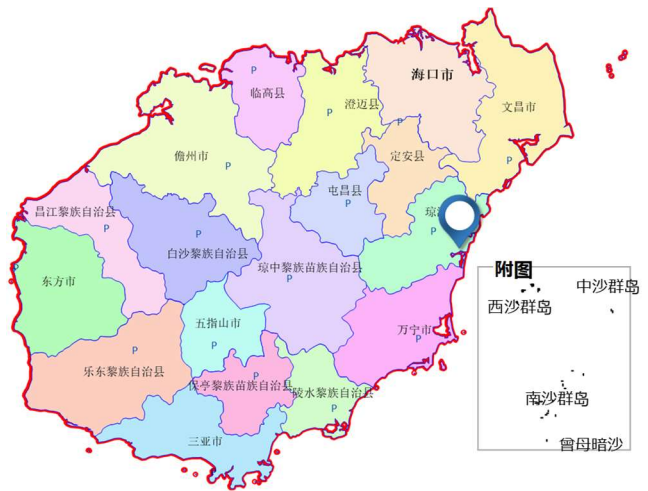 海口市
临高县
P
澄迈县
P
文昌市
P
儋州市
P
定安县
P
屯昌县
P
琼
P
昌江黎族自治县
P
白沙黎族自治县
P
琼中黎族苗族自治县
P
东方市
P
附图
中沙群岛
西沙群岛
五指山市
P
万宁市
P
乐东黎族自治县
P
保亭黎族苗族自治县
P
陵水黎族自治县
P
南沙群岛
三亚市
曾母暗沙